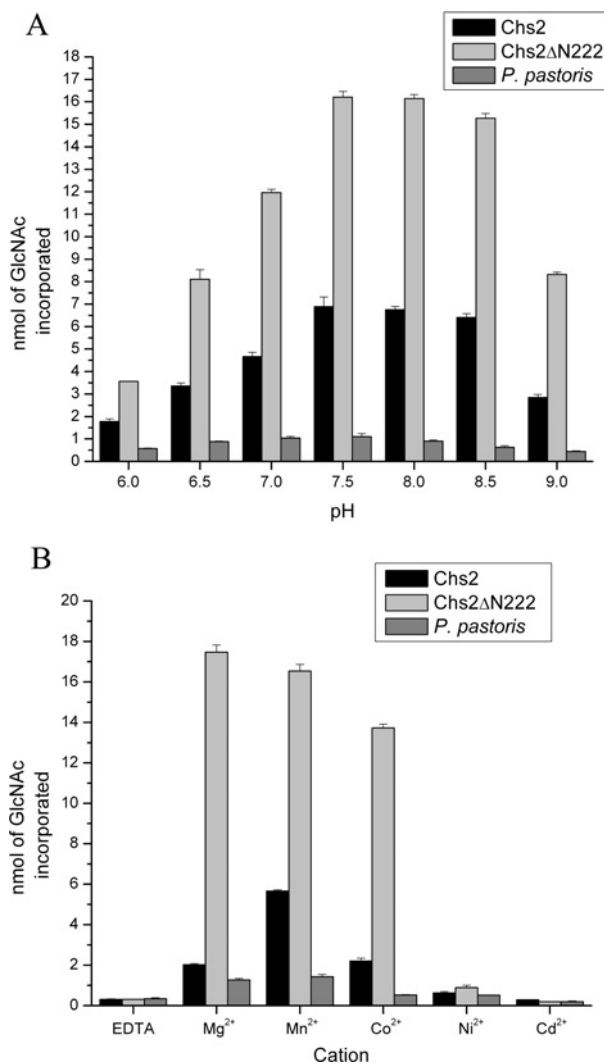 A
Chs2
Chs2ΔN222
P. pastoris
18
17
16
15
14
13
12
11
10
9
8
7
6
5
4
3
2
1
0
nmol of GlcNAc
incorporated
6.0 6.5 7.0 7.5 8.0 8.5 9.0
pH
B
Chs2
Chs2ΔN222
P. pastoris
20
18
16
14
12
10
8
6
4
2
0
nmol of GlcNAc
incorporated
EDTA Mg²⁺ Mn²⁺ Co²⁺ Ni²⁺ Cd²⁺
Cation